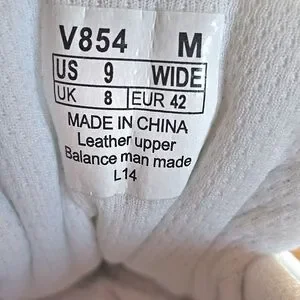 V854 M
US 9 WIDE
UK 8 EUR 42
MADE IN CHINA
Leather upper
Balance man made
L14